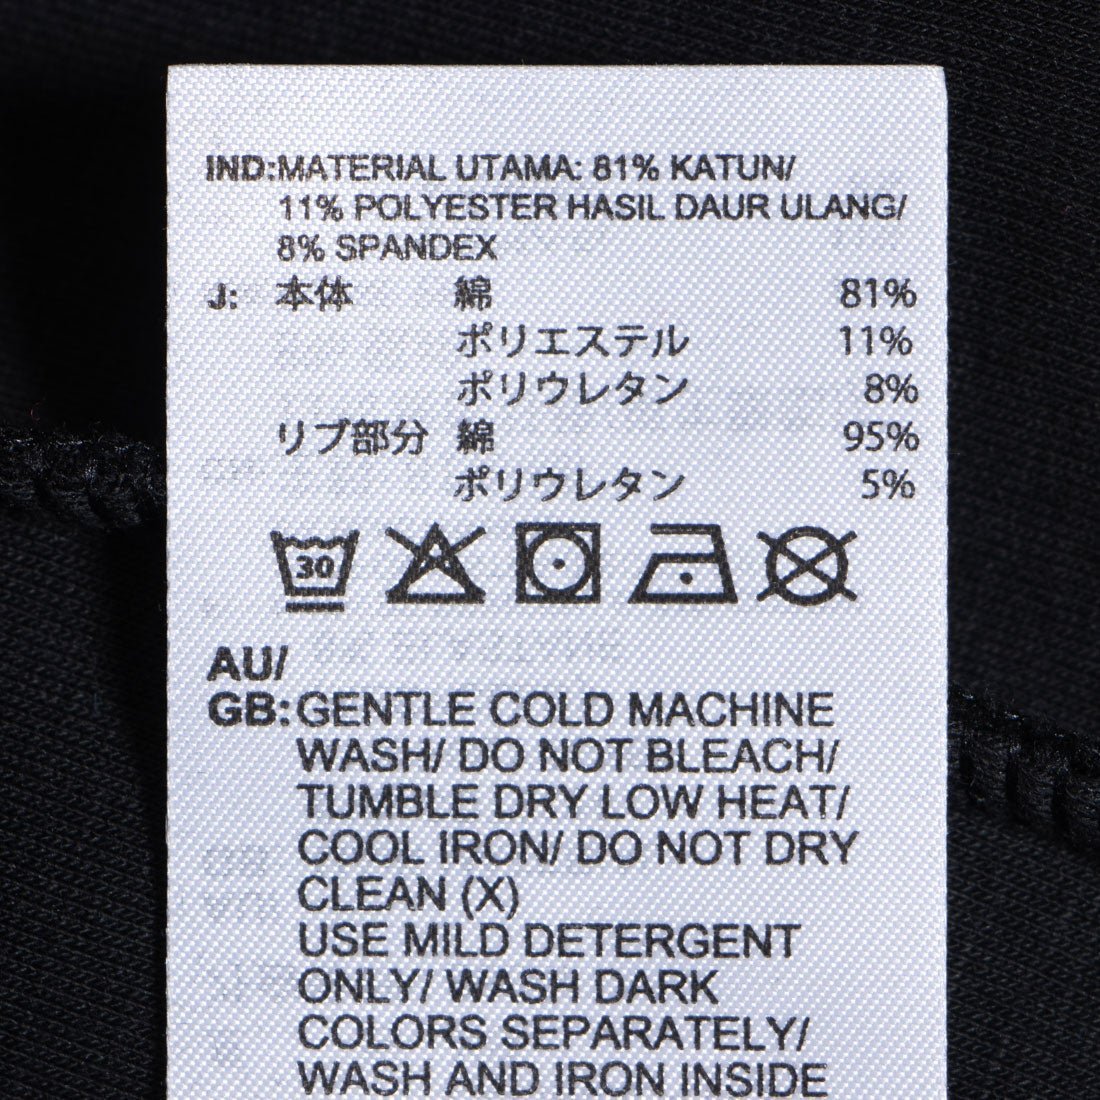 IND:MATERIAL UTAMA: 81% KATUN/
11% POLYESTER HASIL DAUR ULANG/
8% SPANDEX
J: 本体 綿 81%
ポリエステル 11%
ポリウレタン 8%
リブ部分 綿 95%
ポリウレタン 5%
30
AU/
GB:GENTLE COLD MACHINE
WASH/ DO NOT BLEACH/
TUMBLE DRY LOW HEAT/
COOL IRON/ DO NOT DRY
CLEAN (X)
USE MILD DETERGENT
ONLY/ WASH DARK
COLORS SEPARATELY/
WASH AND IRON INSIDE